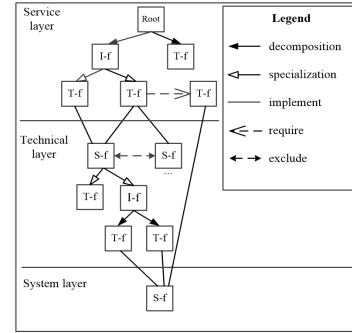 Service
layer
Root
Legend
I-f
T-f
decomposition
specialization
T-f
T-f
T-f
implement
require
Technical
layer
S-f
S-f
...
exclude
T-f
I-f
T-f
T-f
System layer
S-f